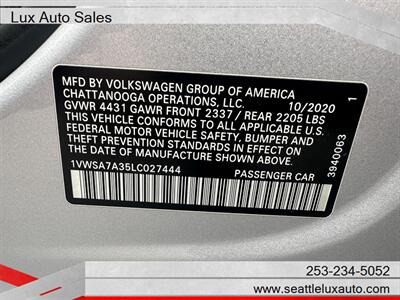 Lux Auto Sales
MFD BY VOLKSWAGEN GROUP OF AMERICA
CHATTANOOGA OPERATIONS, LLC. 10/2020
GVWR 4431 GAWR FRONT 2337 / REAR 2205 LBS
THIS VEHICLE CONFORMS TO ALL APPLICABLE
U.S. FEDERAL MOTOR VEHICLE SAFETY,
BUMPER, AND THEFT PREVENTION STANDARDS
IN EFFECT ON THE DATE OF MANUFACTURE
SHOWN ABOVE.
1VWSA7A35LC027444 PASSENGER CAR
3940063 1
253-234-5052
www.seattleluxauto.com